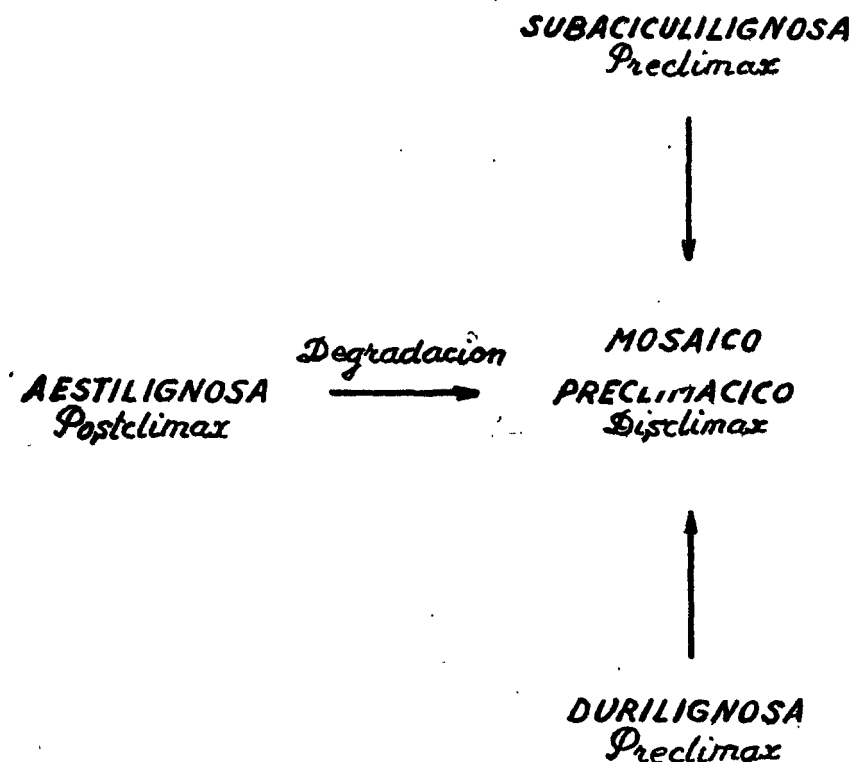 SUBACICULILIGNOSA
Preclimax
Degradacion
MOSAICO
AESTILIGNOSA
PRECLIMACICO
Postclimax
Disclimax
DURILIGNOSA
Preclimax